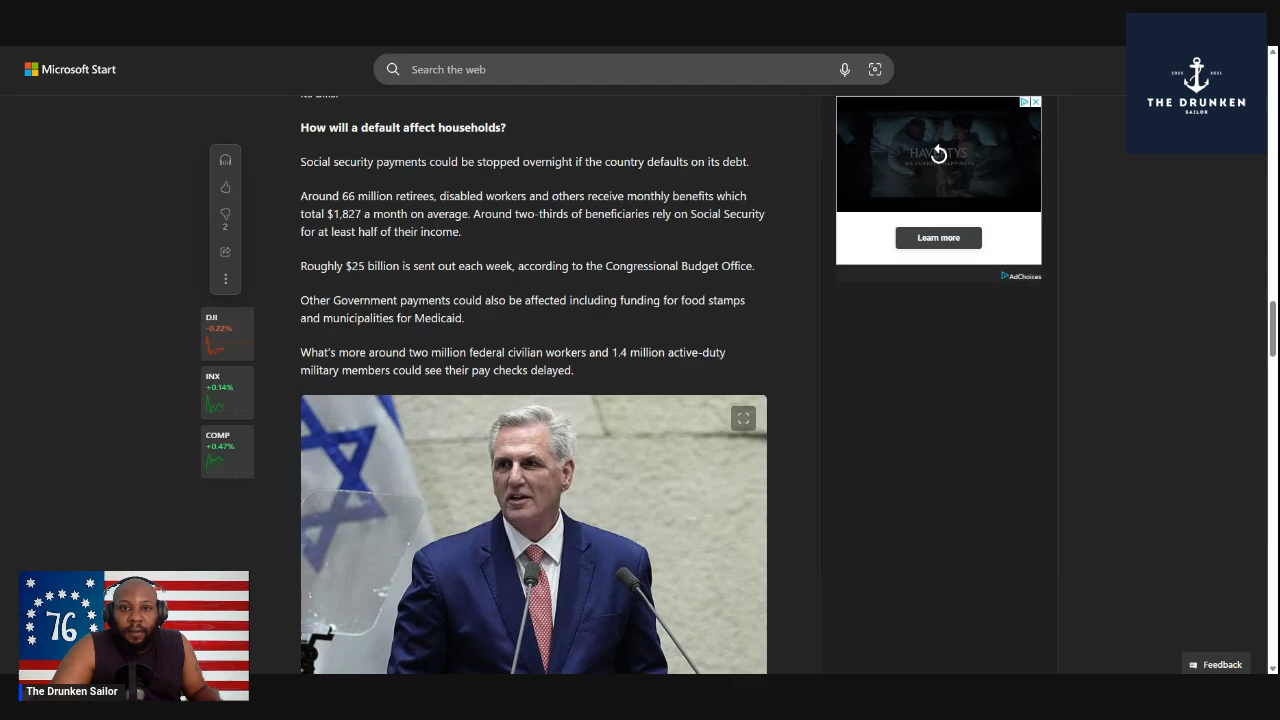 Microsoft Start
Search the web
THE DRUNKEN
SAILOR
How will a default affect households?
Social security payments could be stopped overnight if the country defaults on its debt.
Around 66 million retirees, disabled workers and others receive monthly benefits which
total $1,827 a month on average. Around two-thirds of beneficiaries rely on Social Security
for at least half of their income.
Roughly $25 billion is sent out each week, according to the Congressional Budget Office.
Other Government payments could also be affected including funding for food stamps
and municipalities for Medicaid.
What's more around two million federal civilian workers and 1.4 million active-duty
military members could see their pay checks delayed.
2
DJI
-0.22%
INX
+0.14%
COMP
+0.47%
Learn more
AdChoices
76
The Drunken Sailor
Feedback